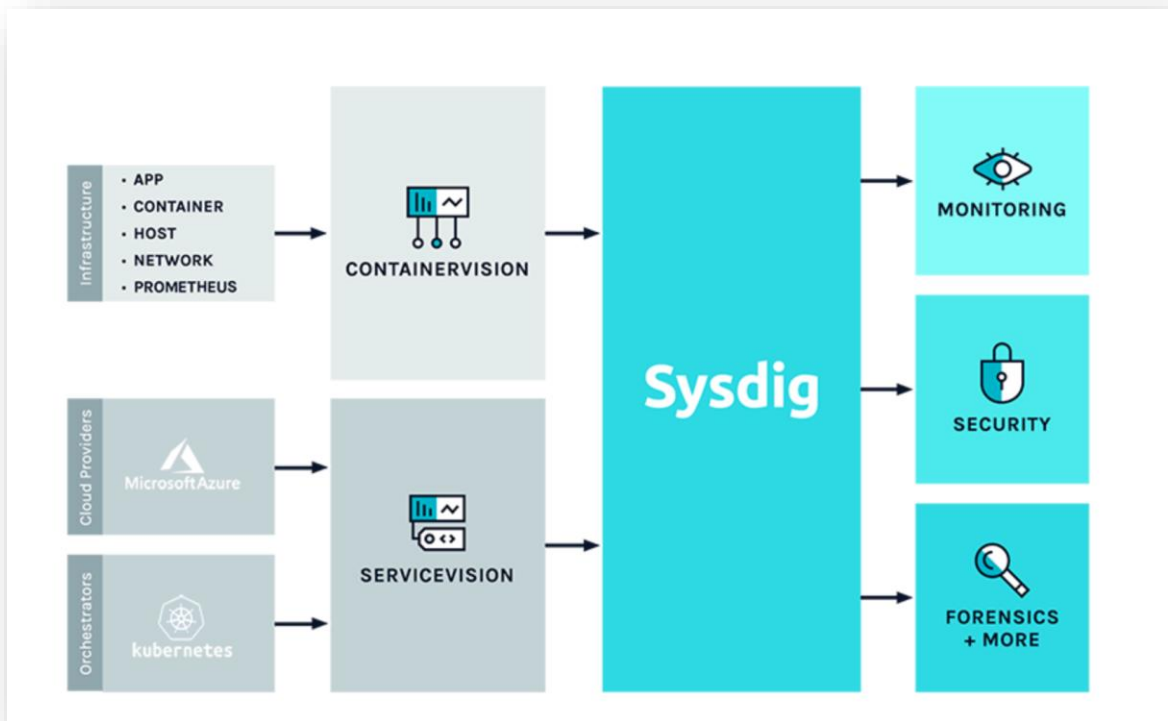 Infrastructure
• APP
• CONTAINER
• HOST
• NETWORK
• PROMETHEUS
CONTAINERVISION
Cloud Providers
MicrosoftAzure
Orchestrators
kubernetes
SERVICEVISION
Sysdig
MONITORING
SECURITY
FORENSICS
+ MORE